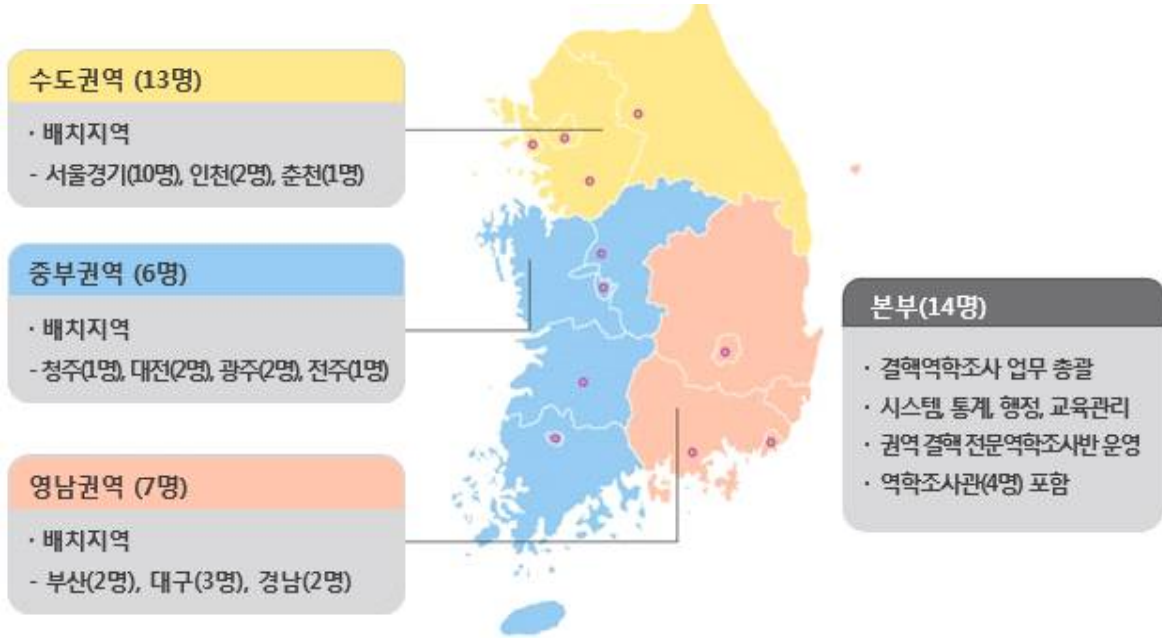 수도권역 (13명)
· 배치지역
- 서울경기(10명), 인천(2명), 춘천(1명)
중부권역 (6명)
· 배치지역
- 청주(1명), 대전(2명), 광주(2명), 전주(1명)
영남권역 (7명)
· 배치지역
- 부산(2명), 대구(3명), 경남(2명)
본부(14명)
· 결핵역학조사 업무 총괄
· 시스템, 통계, 행정, 교육관리
· 권역 결핵 전문역학조사반 운영
· 역학조사관(4명) 포함